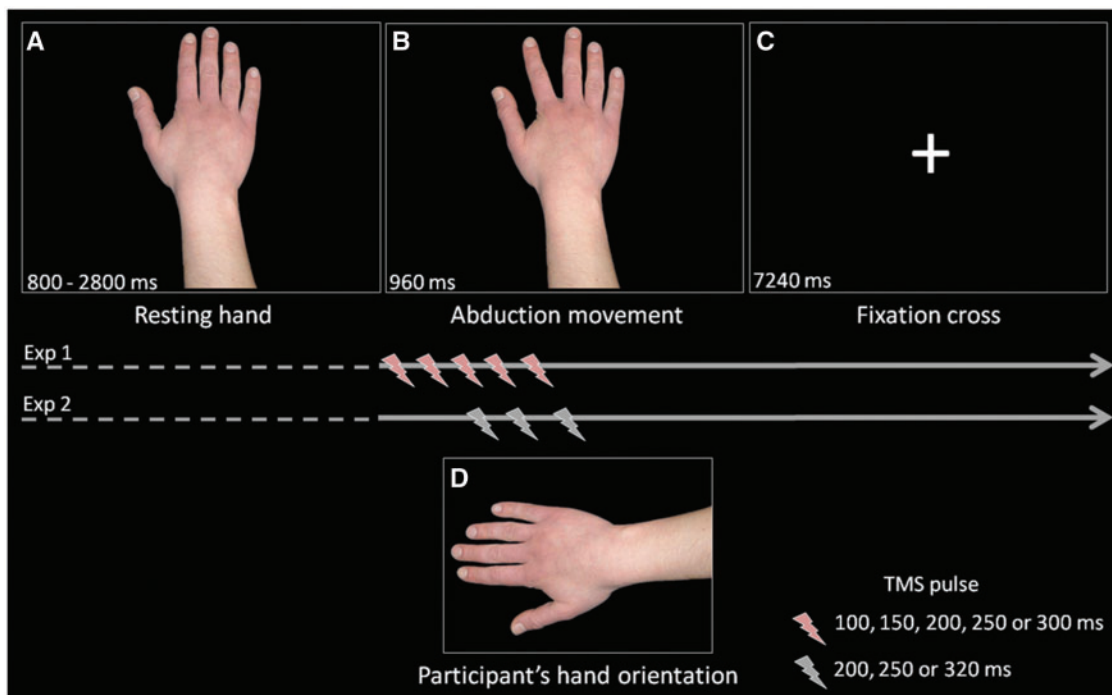 A
B
C
800 - 2800 ms
960 ms
7240 ms
Resting hand
Abduction movement
Fixation cross
Exp 1
Exp 2
D
Participant's hand orientation
TMS pulse
100, 150, 200, 250 or 300 ms
200, 250 or 320 ms